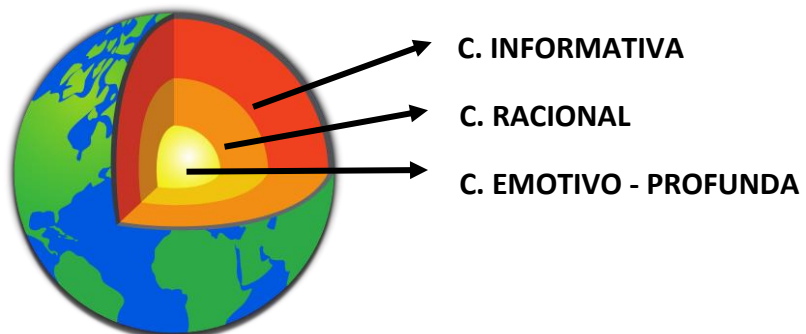 C. INFORMATIVA
C. RACIONAL
C. EMOTIVO - PROFUNDA